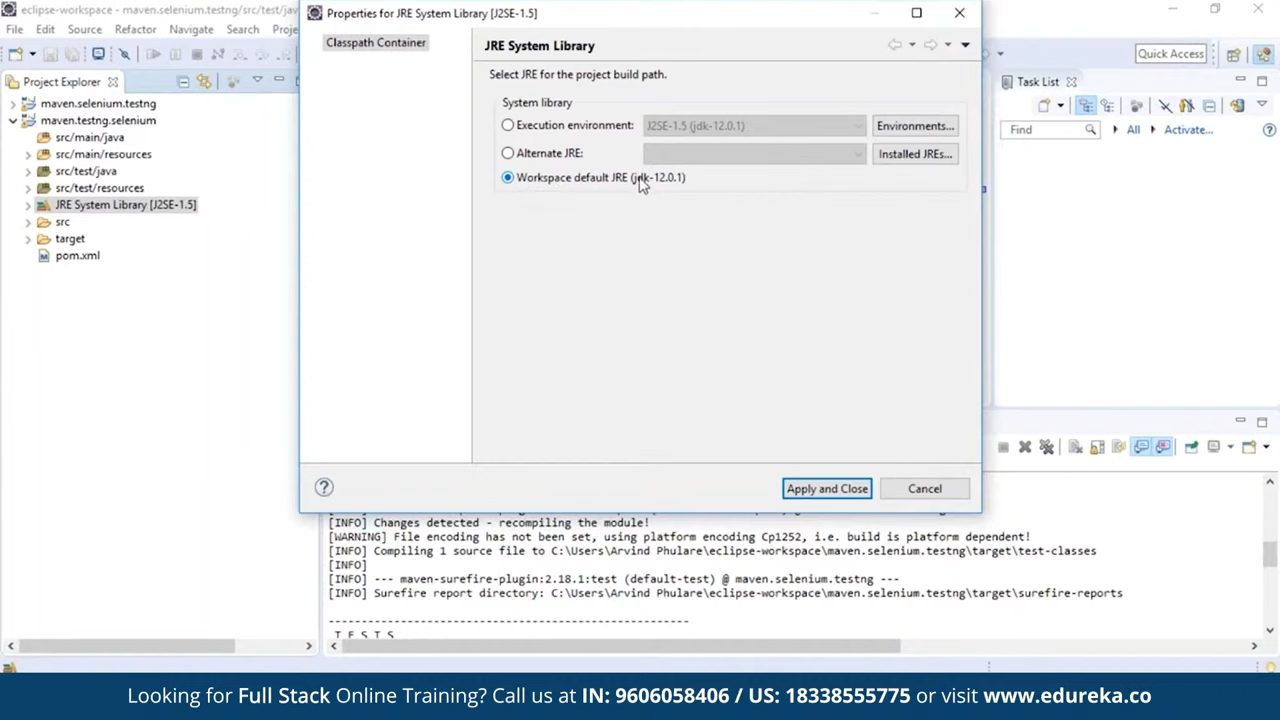 eclipse-workspace - maven.selenium.testng/src/test/jav
File Edit Source Refactor Navigate Search Proje
Quick Access
Project Explorer
maven.selenium.testng
maven.testng.selenium
src/main/java
src/main/resources
src/test/java
src/test/resources
JRE System Library [J2SE-1.5]
src
target
pom.xml
Properties for JRE System Library [J2SE-1.5]
Classpath Container
JRE System Library
Select JRE for the project build path.
System library
Execution environment: J2SE-1.5 (jdk-12.0.1) Environments...
Alternate JRE: Installed JREs...
Workspace default JRE (jdk-12.0.1)
Apply and Close Cancel
Task List
Find All Activate...
[INFO] Changes detected - recompiling the module!
[WARNING] File encoding has not been set, using platform encoding Cp1252, i.e. build is platform dependent!
[INFO] Compiling 1 source file to C:\Users\Arvind Phulare\eclipse-workspace\maven.selenium.testng\target\test-classes
[INFO]
[INFO] --- maven-surefire-plugin:2.18.1:test (default-test) @ maven.selenium.testng ---
[INFO] Surefire report directory: C:\Users\Arvind Phulare\eclipse-workspace\maven.selenium.testng\target\surefire-reports
-------------------------------------------------------
T E S T S
Looking for Full Stack Online Training? Call us at IN: 9606058406 / US: 18338555775 or visit www.edureka.co